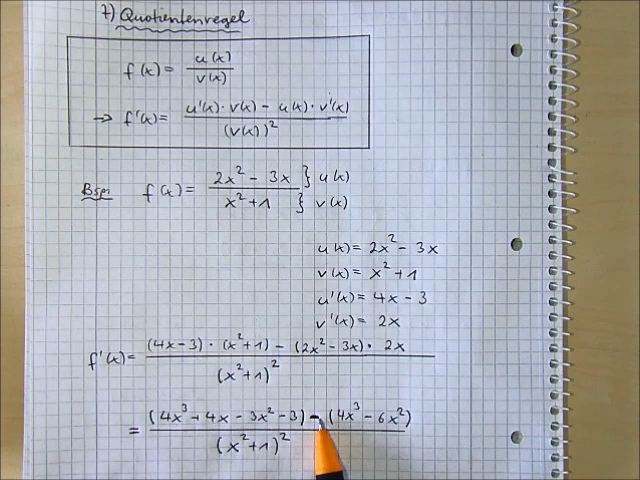 7) Quotientenregel
f(x) = u(x) / v(x)
→ f'(x) = u'(x) · v(x) - u(x) · v'(x) / (v(x))²
Bsp: f(x) = 2x² - 3x / x² + 1 } u(x) } v(x)
u(x) = 2x² - 3x
v(x) = x² + 1
u'(x) = 4x - 3
v'(x) = 2x
f'(x) = (4x - 3) · (x² + 1) - (2x² - 3x) · 2x / (x² + 1)²
= (4x³ + 4x - 3x² - 3) - (4x³ - 6x²) / (x² + 1)²